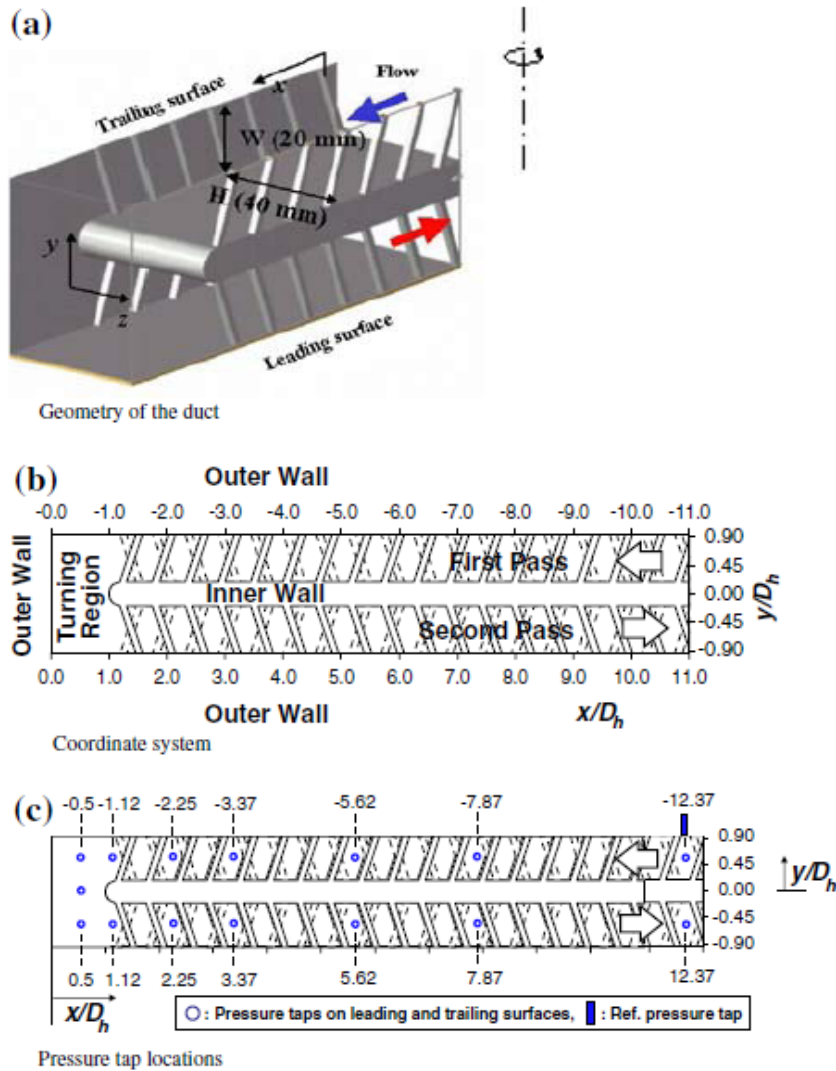 (a)
Trailing surface
x
Flow
W (20 mm)
H (40 mm)
y
z
Leading surface
Geometry of the duct
(b)
Outer Wall
-0.0 -1.0 -2.0 -3.0 -4.0 -5.0 -6.0 -7.0 -8.0 -9.0 -10.0 -11.0
Outer Wall
Turning
Region
First Pass
Inner Wall
Second Pass
0.90
0.45
0.00
-0.45
-0.90
y/Dh
0.0 1.0 2.0 3.0 4.0 5.0 6.0 7.0 8.0 9.0 10.0 11.0
Outer Wall
x/Dh
Coordinate system
(c)
-0.5 -1.12 -2.25 -3.37 -5.62 -7.87 -12.37
0.90
0.45
0.00
-0.45
-0.90
y/Dh
0.5 1.12 2.25 3.37 5.62 7.87 12.37
x/Dh
: Pressure taps on leading and trailing surfaces, : Ref. pressure tap
Pressure tap locations